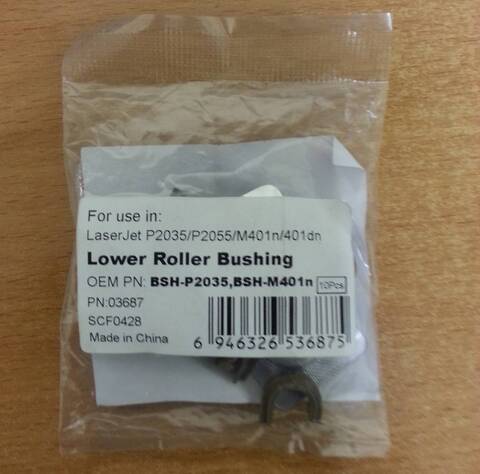 For use in:
LaserJet P2035/P2055/M401n/401dn
Lower Roller Bushing
OEM PN: BSH-P2035,BSH-M401n 10Pcs
PN:03687
SCF0428
Made in China
6 946326 536875